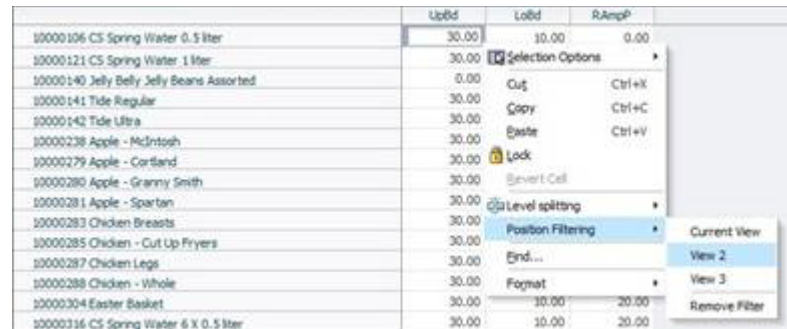 UpBd LoBd RAmpP
10000106 CS Spring Water 0.5 liter 30.00 10.00 0.00
10000121 CS Spring Water 1 liter 30.00 Selection Options
10000140 Jelly Belly Jelly Beans Assorted 0.00 Cut Ctrl+X
10000141 Tide Regular 30.00 Copy Ctrl+C
10000142 Tide Ultra 30.00 Paste Ctrl+V
10000238 Apple - McIntosh 30.00
10000279 Apple - Cortland 30.00 Lock
10000280 Apple - Granny Smith 30.00 Revert Cell
10000281 Apple - Spartan 30.00 Level splitting
10000283 Chicken Breasts 30.00 Position Filtering Current View
10000285 Chicken - Cut Up Fryers 30.00 View 2
10000287 Chicken Legs 30.00 Find...
10000288 Chicken - Whole 30.00 Format View 3
10000304 Easter Basket 30.00 10.00 20.00 Remove Filter
10000316 CS Spring Water 6 X 0.5 liter 30.00 10.00 20.00